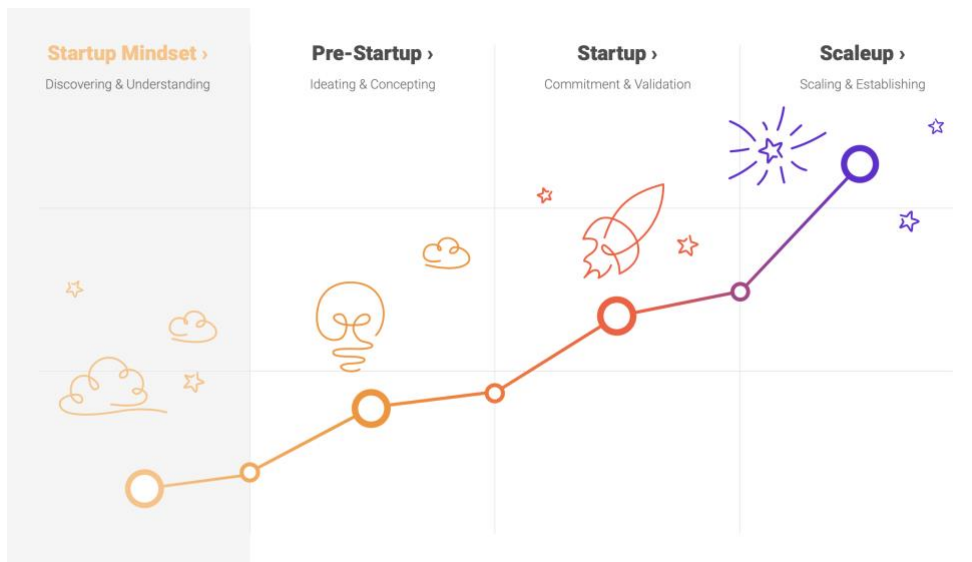 Startup Mindset ›
Discovering & Understanding
Pre-Startup ›
Ideating & Concepting
Startup ›
Commitment & Validation
Scaleup ›
Scaling & Establishing